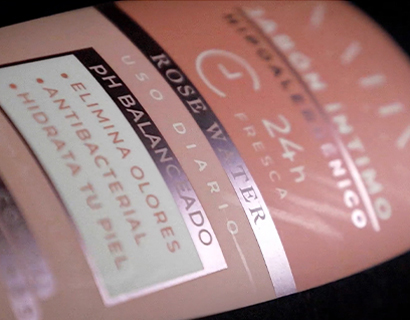 JABÓN ÍNTIMO
HIPOALERGÉNICO
24h
FRESCA
ROSE WATER
USO DIARIO
PH BALANCEADO
• ELIMINA OLORES
• ANTIBACTERIAL
• HIDRATA TU PIEL